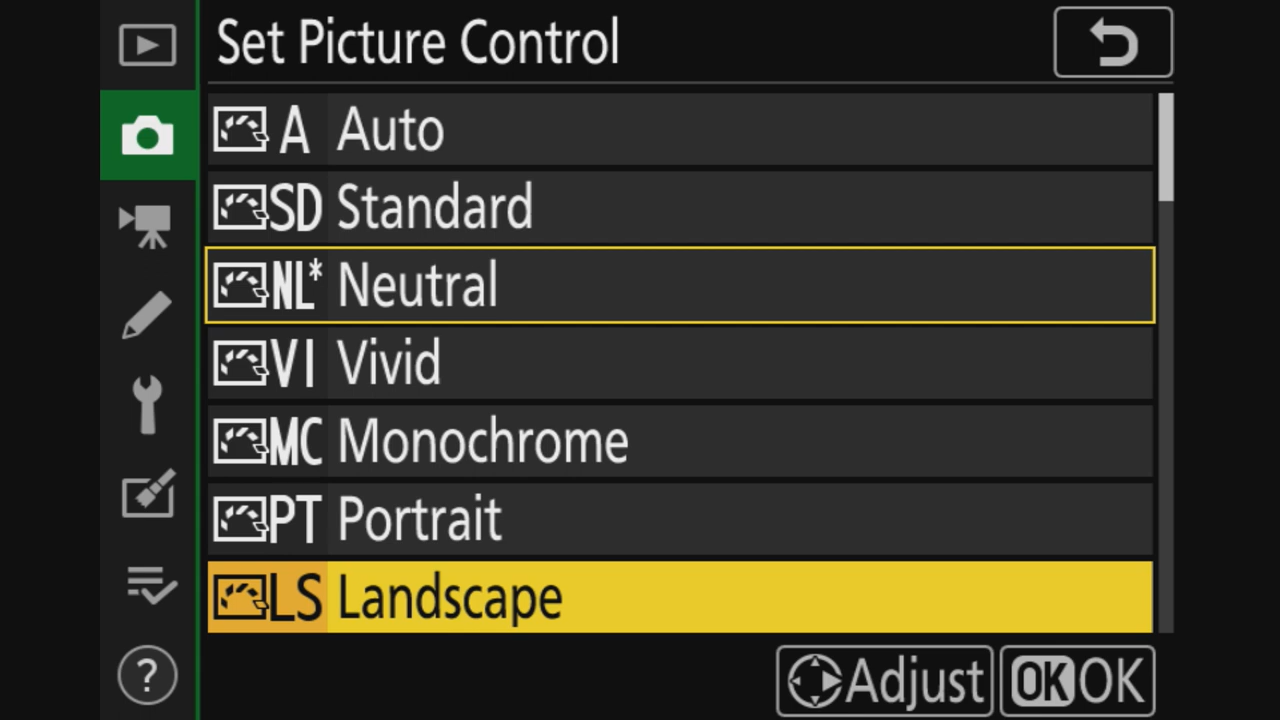 Set Picture Control
A Auto
SD Standard
NL* Neutral
VI Vivid
MC Monochrome
PT Portrait
LS Landscape
? Adjust OK OK